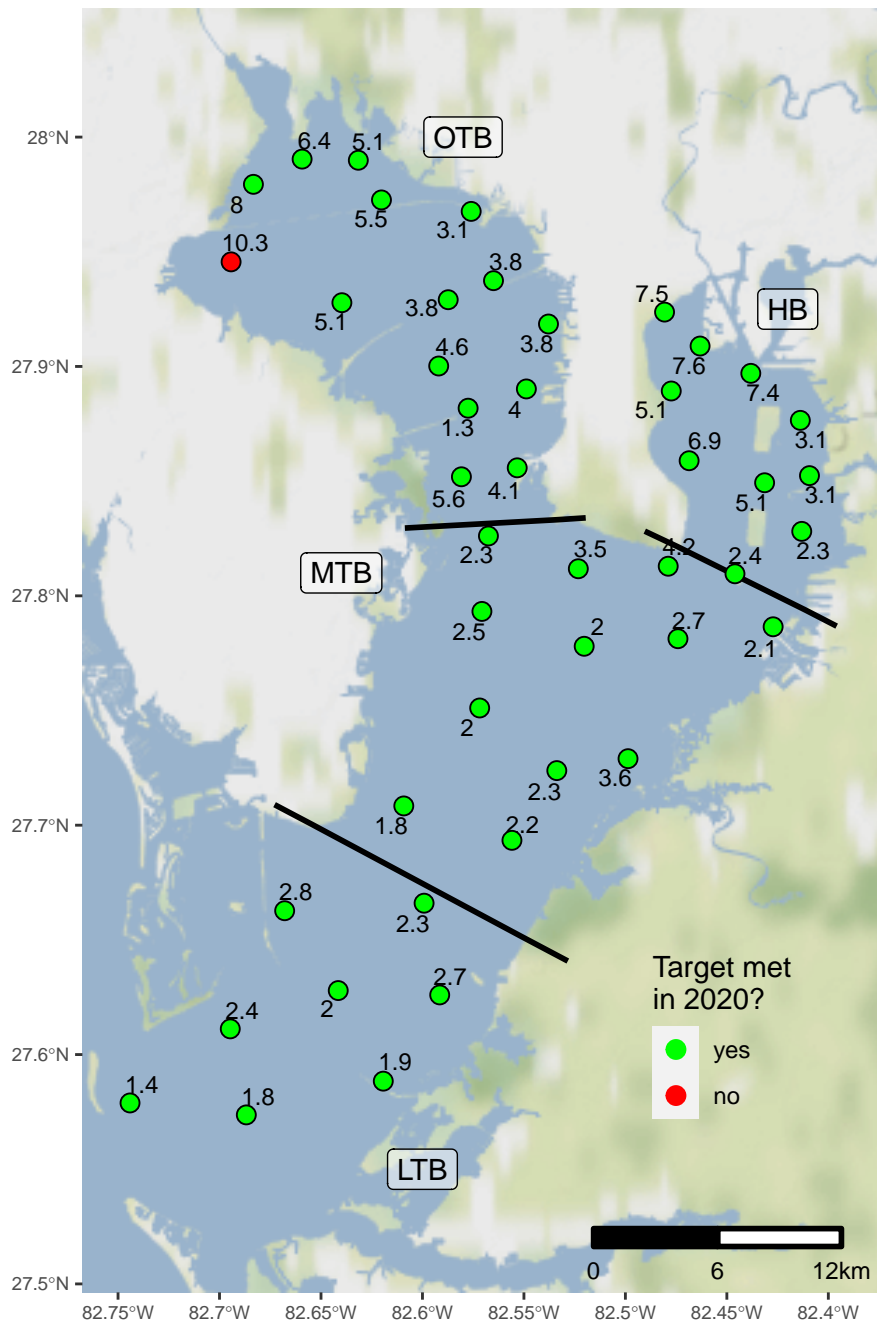 28°N
27.9°N
27.8°N
27.7°N
27.6°N
27.5°N
OTB
6.4
5.1
8
5.5
3.1
10.3
3.8
5.1
3.8
3.8
4.6
4
1.3
5.6
4.1
HB
7.5
7.6
7.4
5.1
3.1
6.9
5.1
3.1
2.3
MTB
2.3
3.5
4.2
2.4
2.5
2
2.7
2.1
2
2.3
3.6
1.8
2.2
2.8
2.3
2
2.7
2.4
1.9
1.4
1.8
LTB
Target met
in 2020?
yes
no
0 6 12km
82.75°W 82.7°W 82.65°W 82.6°W 82.55°W 82.5°W 82.45°W 82.4°W